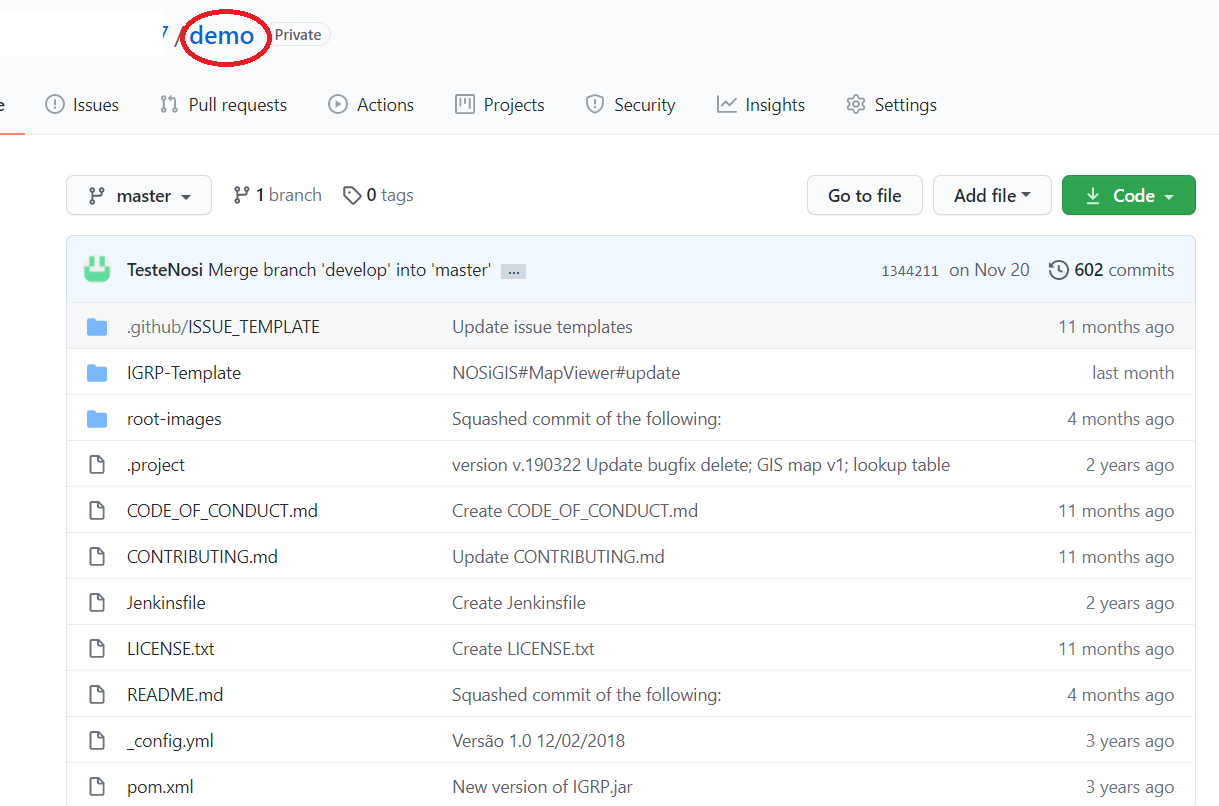 / demo Private
Issues Pull requests Actions Projects Security Insights Settings
master 1 branch 0 tags Go to file Add file Code
TesteNosi Merge branch 'develop' into 'master' ... 1344211 on Nov 20 602 commits
.github/ISSUE_TEMPLATE Update issue templates 11 months ago
IGRP-Template NOSiGIS#MapViewer#update last month
root-images Squashed commit of the following: 4 months ago
.project version v.190322 Update bugfix delete; GIS map v1; lookup table 2 years ago
CODE_OF_CONDUCT.md Create CODE_OF_CONDUCT.md 11 months ago
CONTRIBUTING.md Update CONTRIBUTING.md 11 months ago
Jenkinsfile Create Jenkinsfile 2 years ago
LICENSE.txt Create LICENSE.txt 11 months ago
README.md Squashed commit of the following: 4 months ago
_config.yml Versão 1.0 12/02/2018 3 years ago
pom.xml New version of IGRP.jar 3 years ago